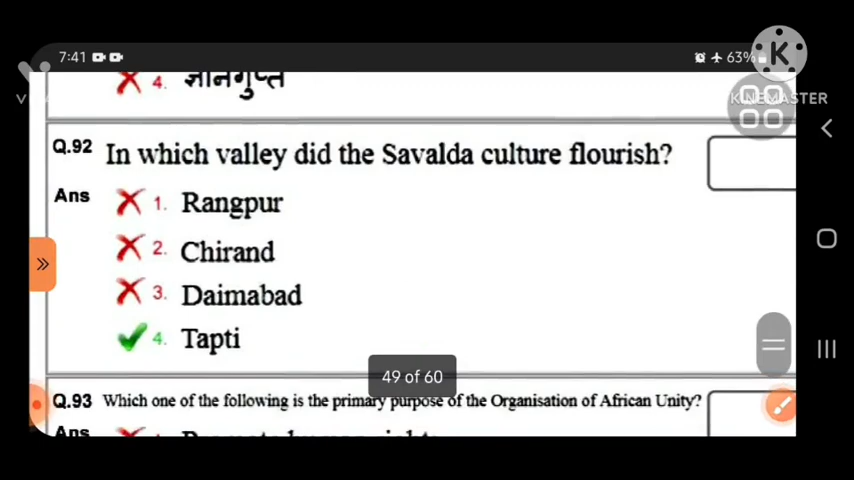 7:41
63%
K
KINEMASTER
4. ज्ञानगुप्त
Q.92 In which valley did the Savalda culture flourish?
Ans 1. Rangpur
2. Chirand
3. Daimabad
4. Tapti
49 of 60
Q.93 Which one of the following is the primary purpose of the Organisation of African Unity?
Ans